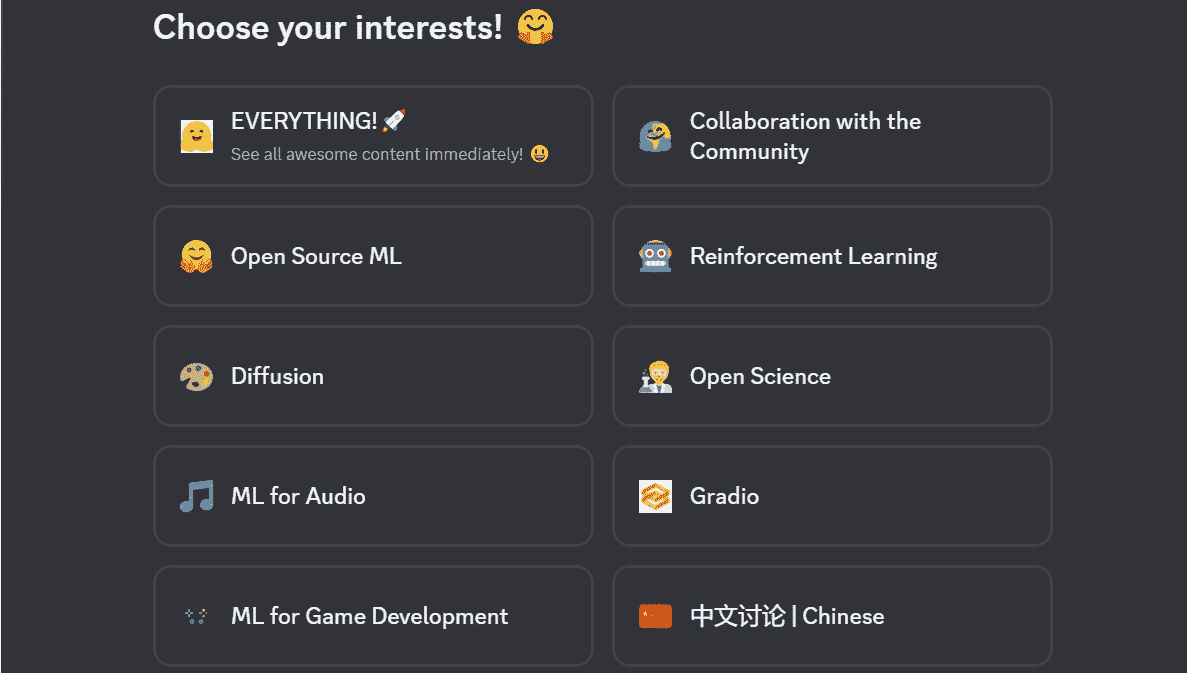 Choose your interests! 🤗
EVERYTHING! 🚀
See all awesome content immediately! 😃
Collaboration with the
Community
Open Source ML
Reinforcement Learning
Diffusion
Open Science
ML for Audio
Gradio
ML for Game Development
中文讨论 | Chinese